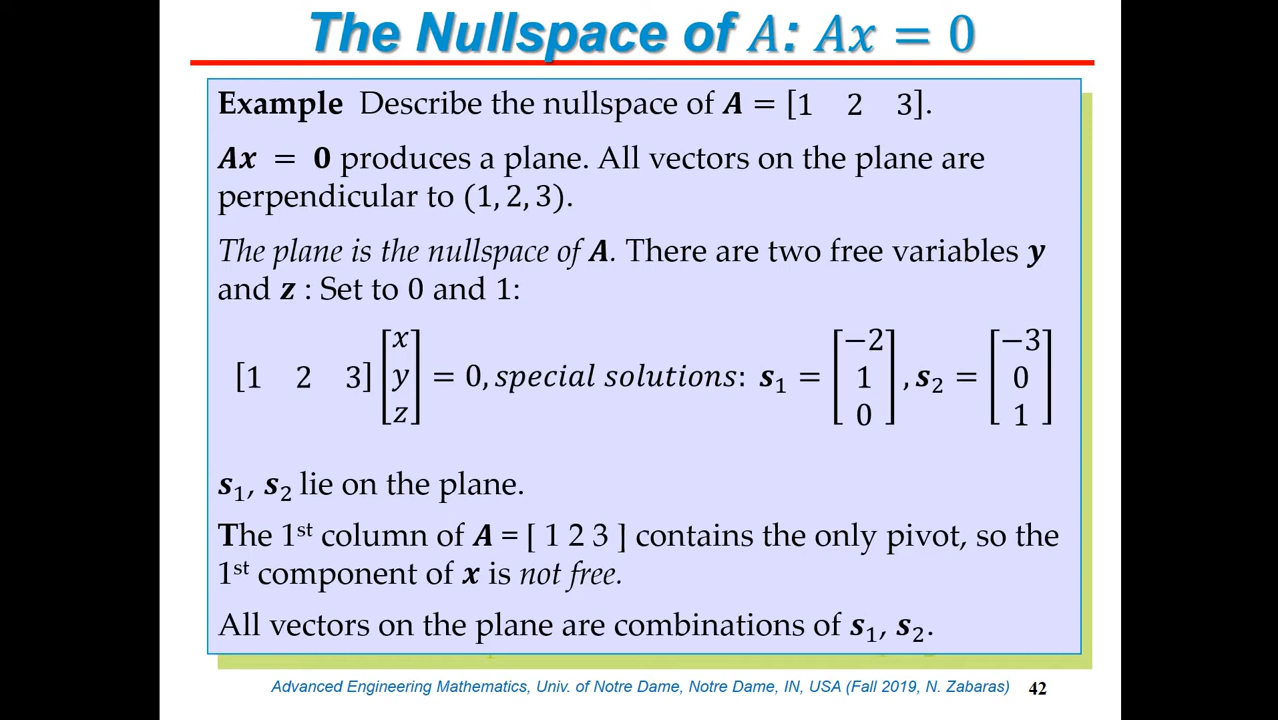 The Nullspace of A: Ax = 0
Example Describe the nullspace of A = [1 2 3].
Ax = 0 produces a plane. All vectors on the plane are
perpendicular to (1, 2, 3).
The plane is the nullspace of A. There are two free variables y
and z : Set to 0 and 1:
[1 2 3] [x y z] = 0, special solutions: s₁ = [−2 1 0], s₂ = [−3 0 1]
s₁, s₂ lie on the plane.
The 1st column of A = [ 1 2 3 ] contains the only pivot, so the
1st component of x is not free.
All vectors on the plane are combinations of s₁, s₂.
Advanced Engineering Mathematics, Univ. of Notre Dame, Notre Dame, IN, USA (Fall 2019, N. Zabaras) 42